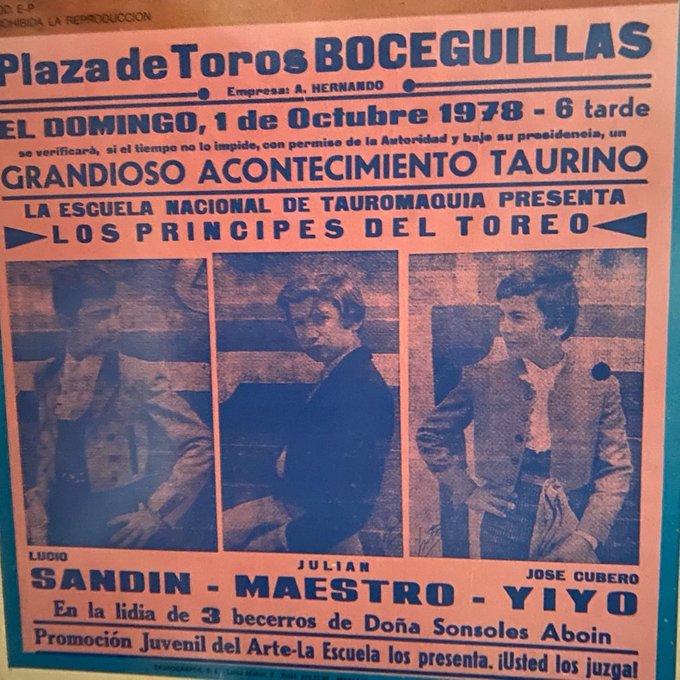 OD. E-P
OHIBIDA LA REPRODUCCION
Plaza de Toros BOCEGUILLAS
Empresa: A. HERNANDO
EL DOMINGO, 1 de Octubre 1978 - 6 tarde
se verificará, si el tiempo no lo impide, con permiso de la Autoridad y bajo su presidencia, un
GRANDIOSO ACONTECIMIENTO TAURINO
LA ESCUELA NACIONAL DE TAUROMAQUIA PRESENTA
LOS PRINCIPES DEL TOREO
LUCIO
JULIAN
JOSE CUBERO
SANDIN - MAESTRO - YIYO
En la lidia de 3 becerros de Doña Sonsoles Aboin
Promoción Juvenil del Arte-La Escuela los presenta. ¡Usted los juzga!